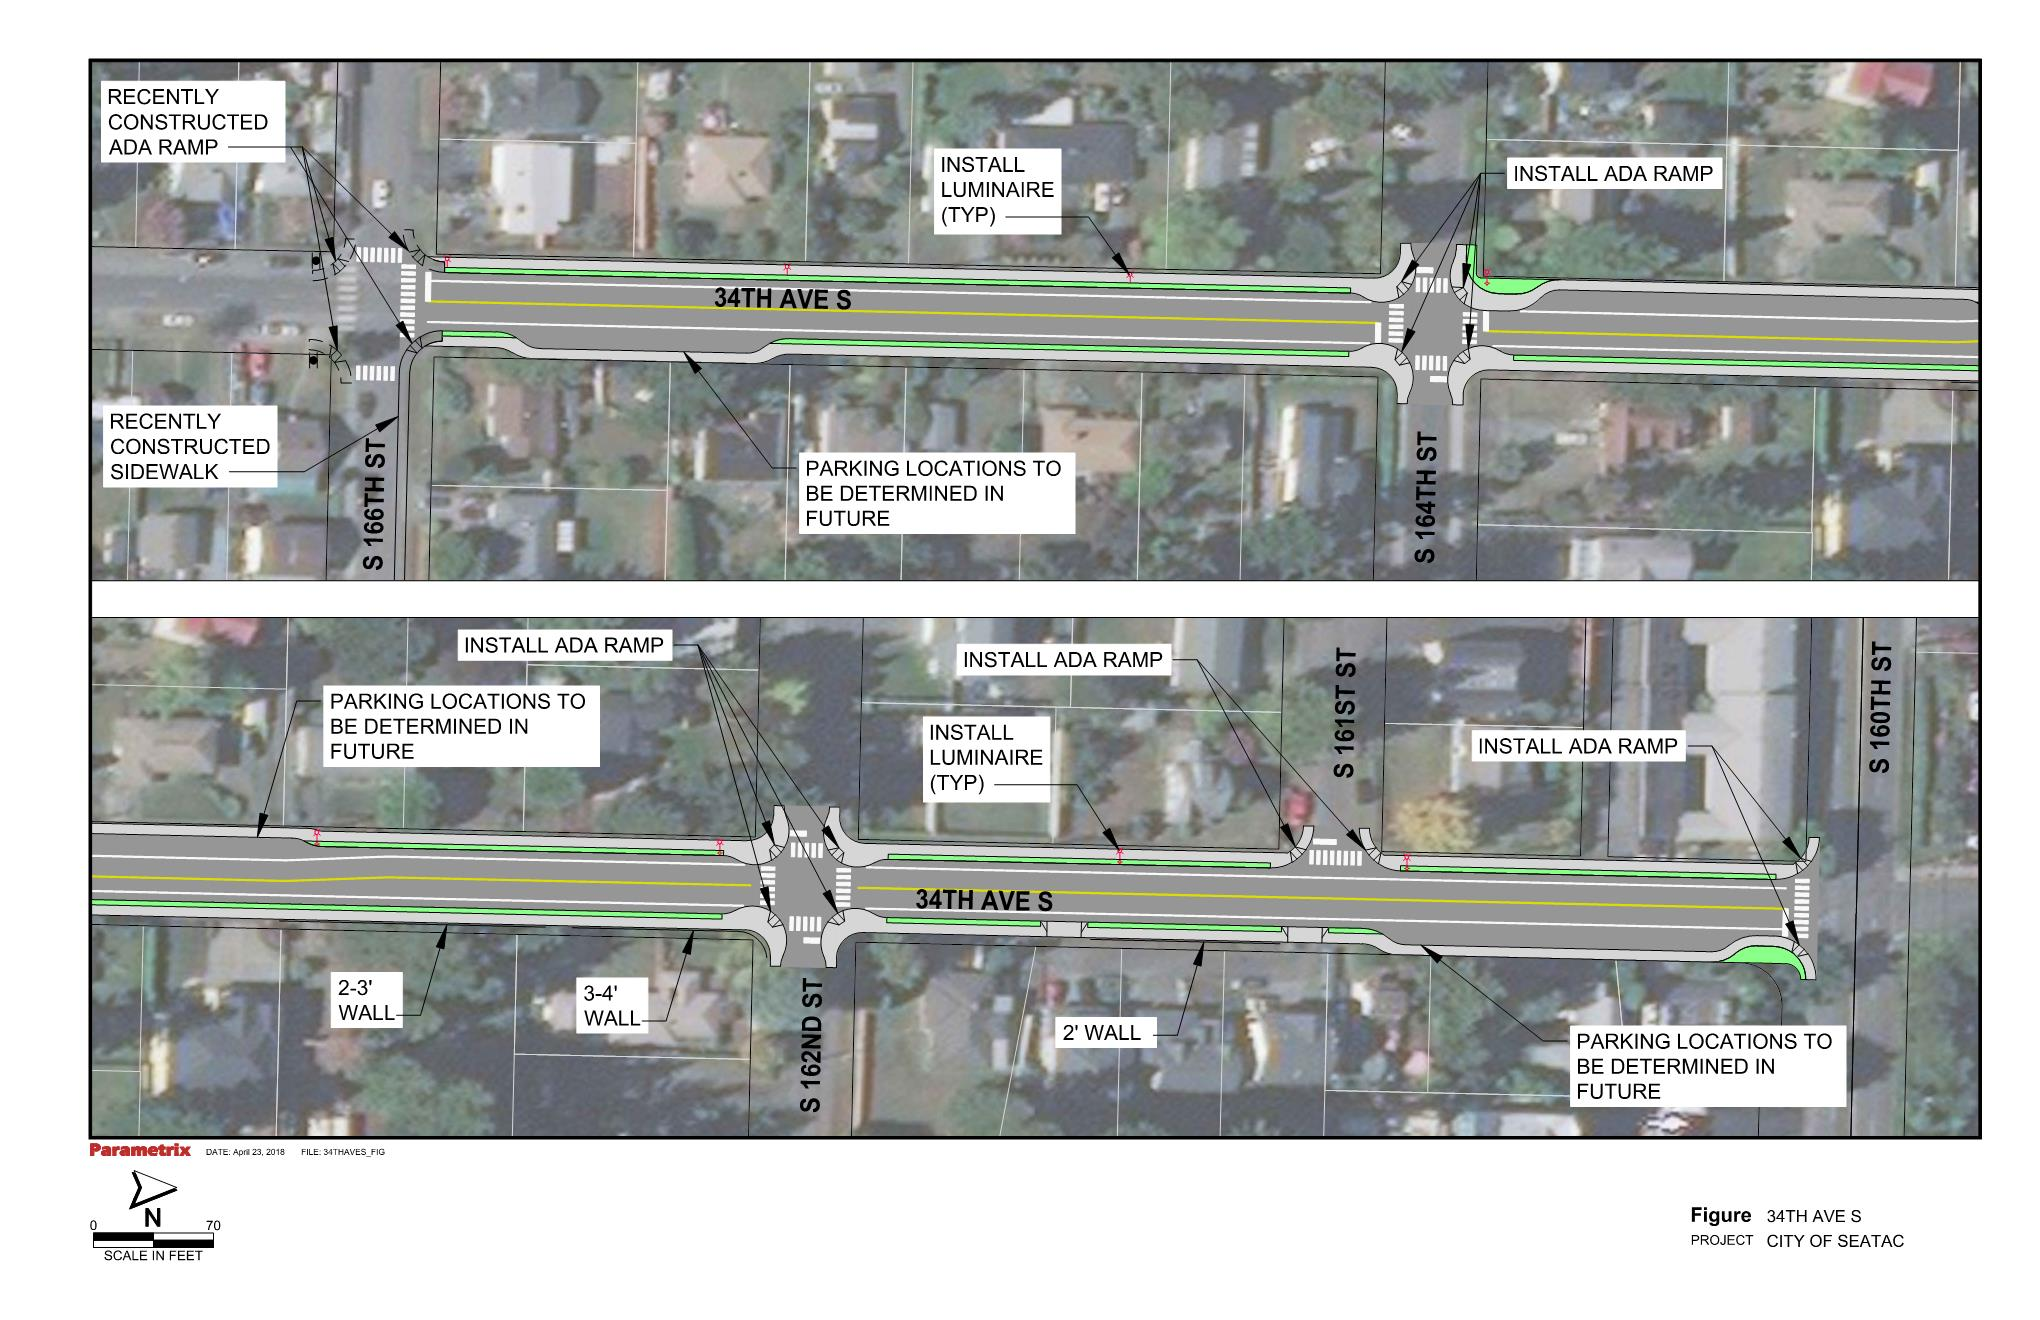 RECENTLY
CONSTRUCTED
ADA RAMP
INSTALL
LUMINAIRE
(TYP)
INSTALL ADA RAMP
34TH AVE S
RECENTLY
CONSTRUCTED
SIDEWALK
S 166TH ST
PARKING LOCATIONS TO
BE DETERMINED IN
FUTURE
S 164TH ST
INSTALL ADA RAMP
PARKING LOCATIONS TO
BE DETERMINED IN
FUTURE
INSTALL ADA RAMP
INSTALL
LUMINAIRE
(TYP)
S 161ST ST
INSTALL ADA RAMP
S 160TH ST
34TH AVE S
2-3'
WALL
3-4'
WALL
S 162ND ST
2' WALL
PARKING LOCATIONS TO
BE DETERMINED IN
FUTURE
Parametrix DATE: April 23, 2018 FILE: 34THAVES_FIG
N
0 70
SCALE IN FEET
Figure 34TH AVE S
PROJECT CITY OF SEATAC